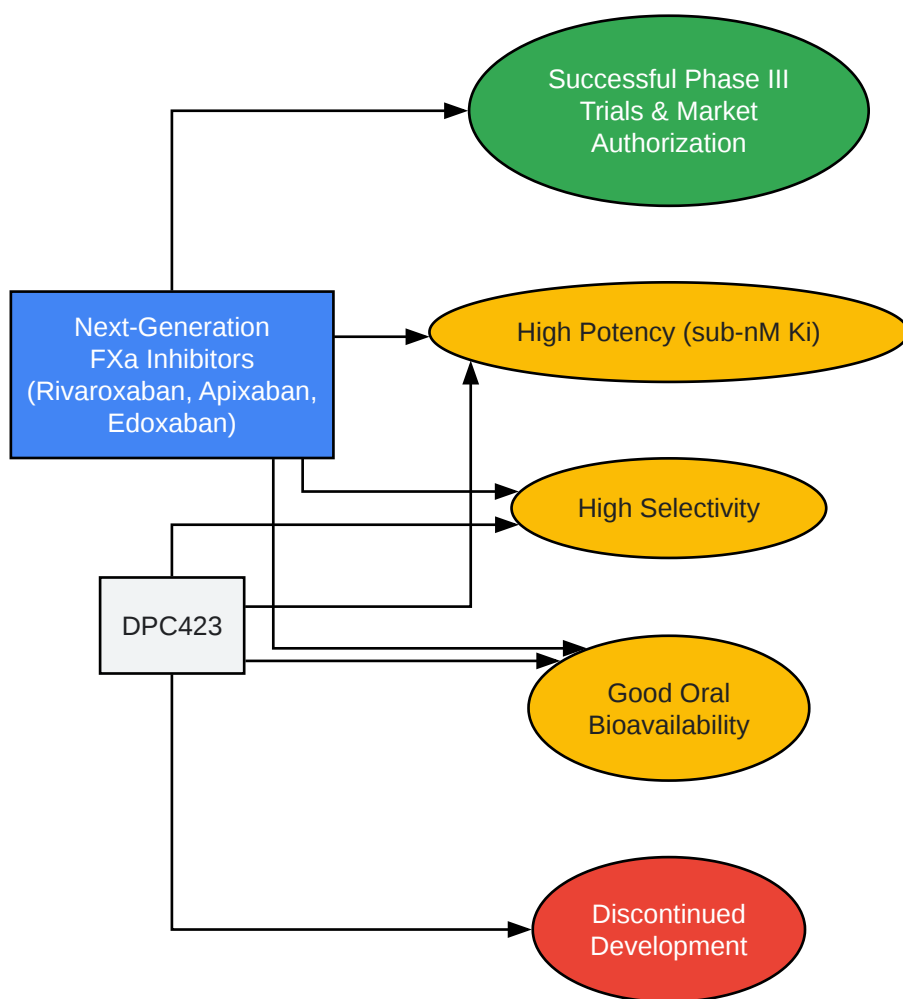 Successful Phase III
Trials & Market
Authorization
Next-Generation
FXa Inhibitors
(Rivaroxaban, Apixaban,
Edoxaban)
High Potency (sub-nM Ki)
High Selectivity
DPC423
Good Oral
Bioavailability
Discontinued
Development